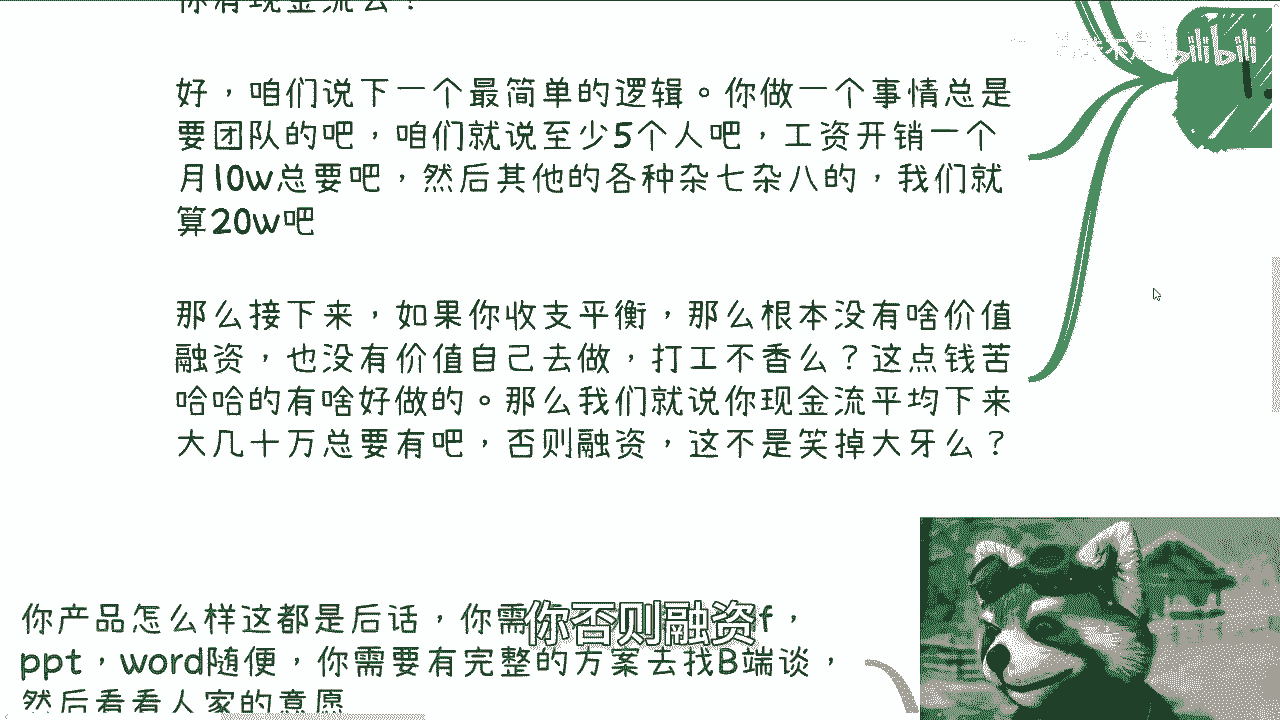 你有现金流么？
好，咱们说下一个最简单的逻辑。你做一个事情总是
要团队的吧，咱们就说至少5个人吧，工资开销一个
月10w总要吧，然后其他的各种杂七杂八的，我们就
算20w吧
那么接下来，如果你收支平衡，那么根本没有啥价值
融资，也没有价值自己去做，打工不香么？这点钱苦
哈哈的有啥好做的。那么我们就说你现金流平均下来
大几十万总要有吧，否则融资，这不是笑掉大牙么？
你产品怎么样这都是后话，你需
f，
你否则融资
ppt，word随便，你需要有完整的方案去找B端谈，
然后看看人家的意愿
bilibili
1.